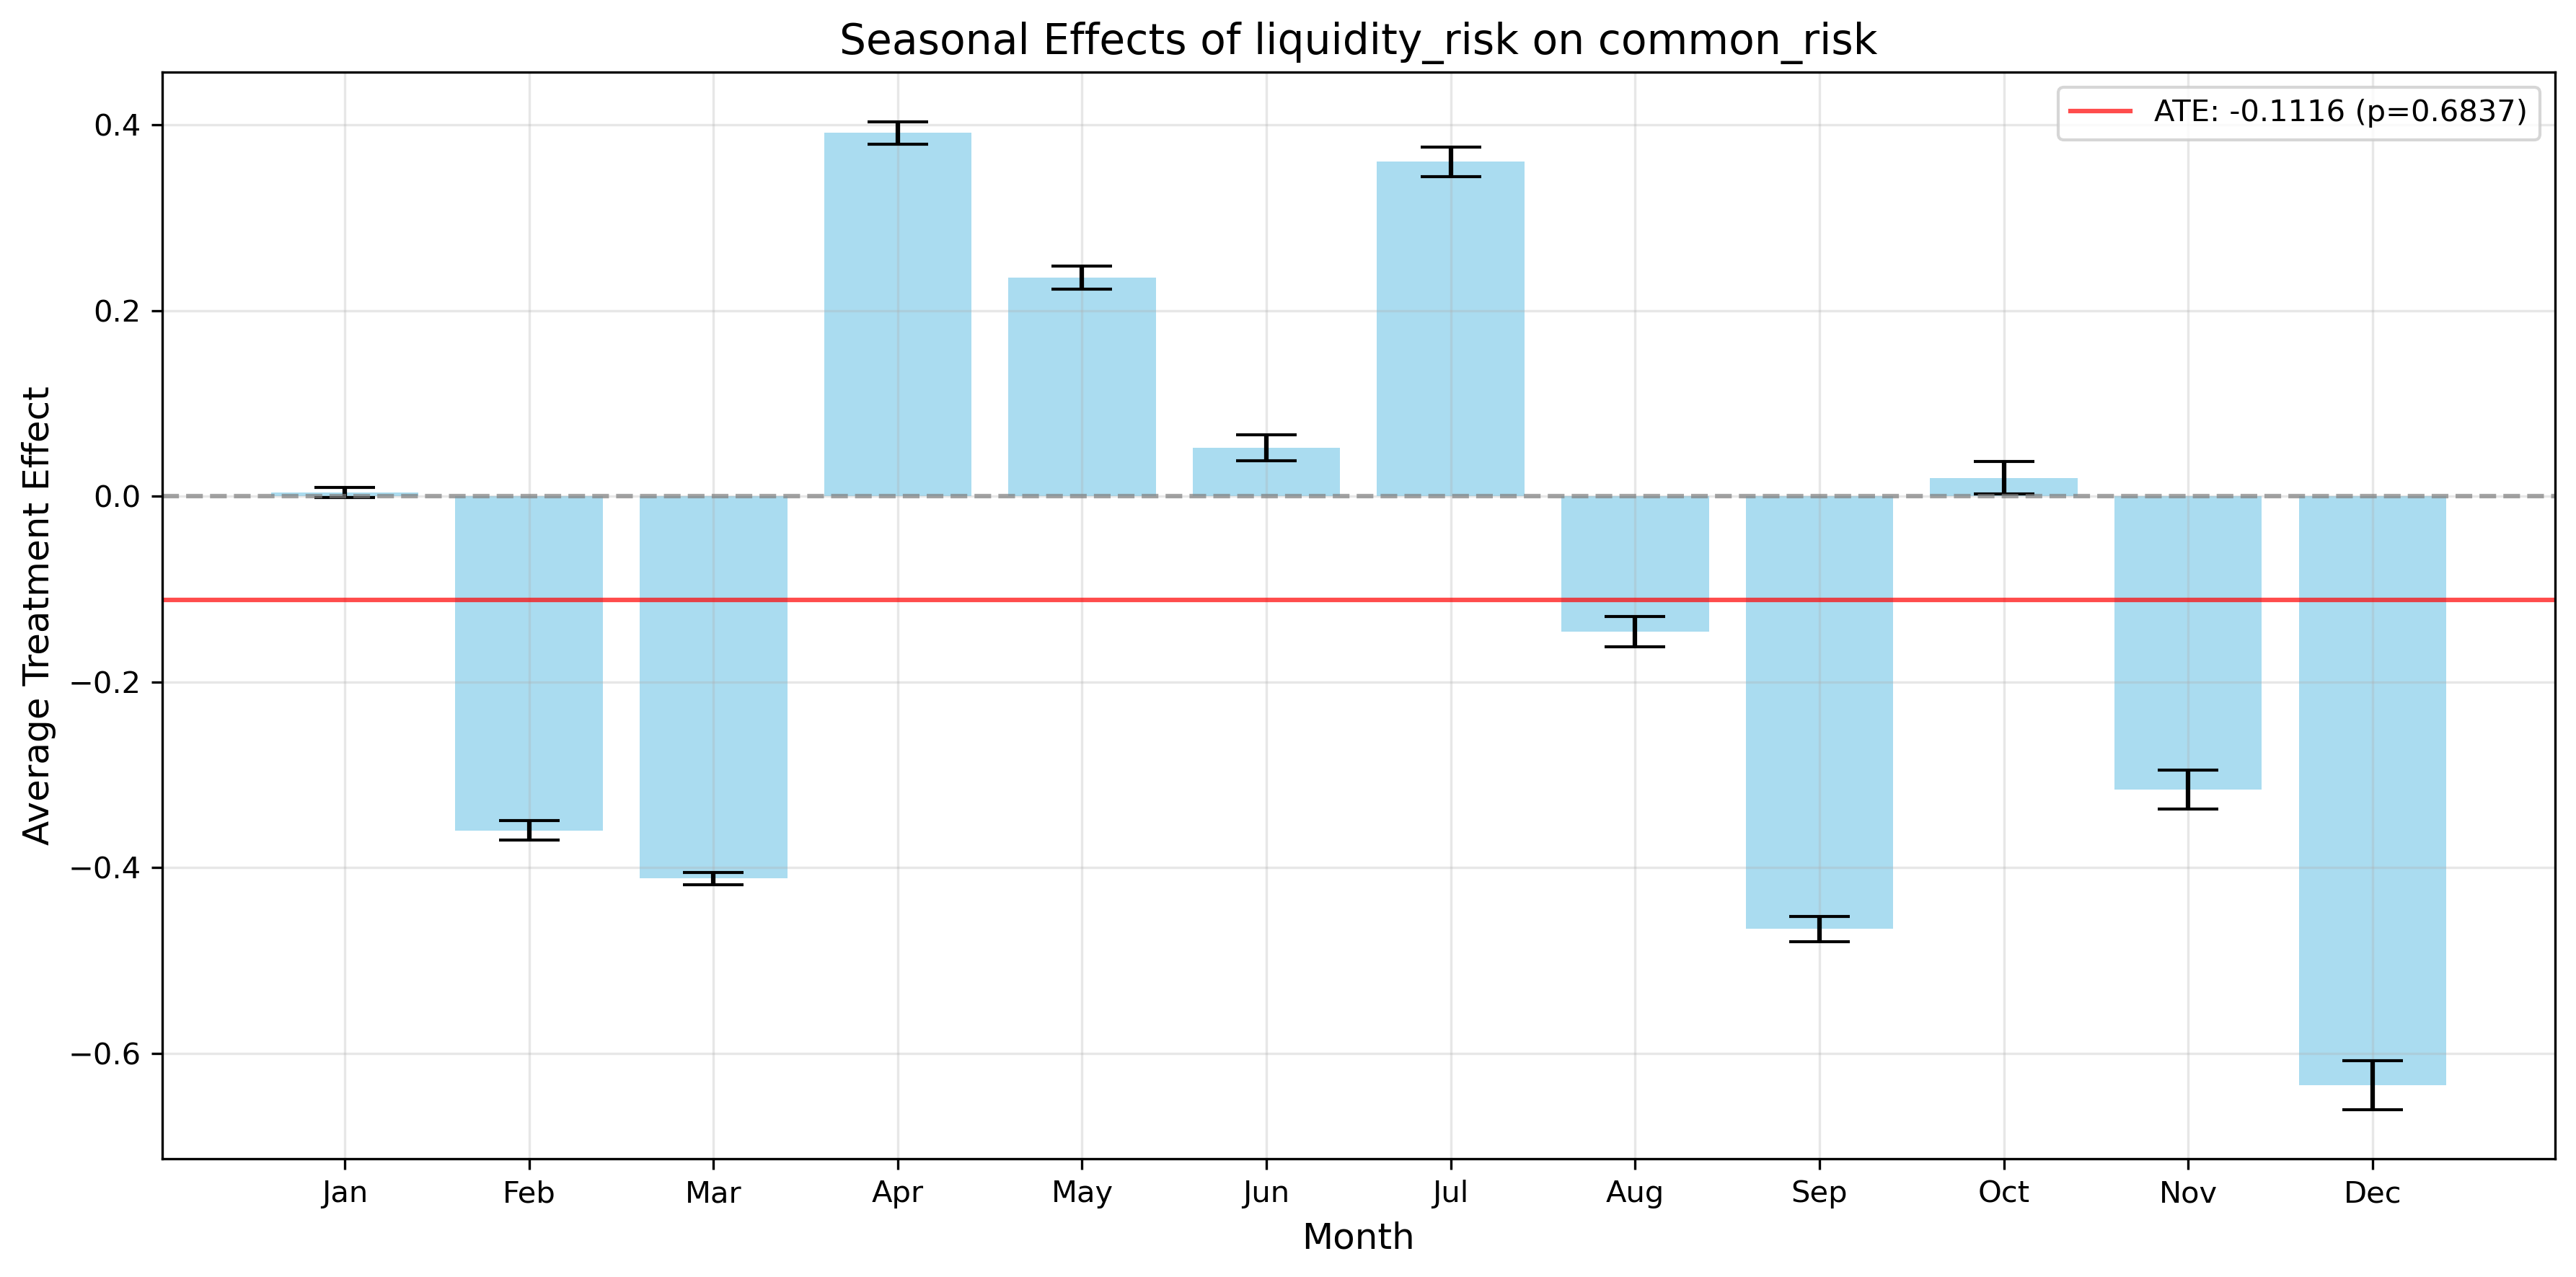 Seasonal Effects of liquidity_risk on common_risk
ATE: -0.1116 (p=0.6837)
Average Treatment Effect
0.4
0.2
0.0
−0.2
−0.4
−0.6
Jan Feb Mar Apr May Jun Jul Aug Sep Oct Nov Dec
Month